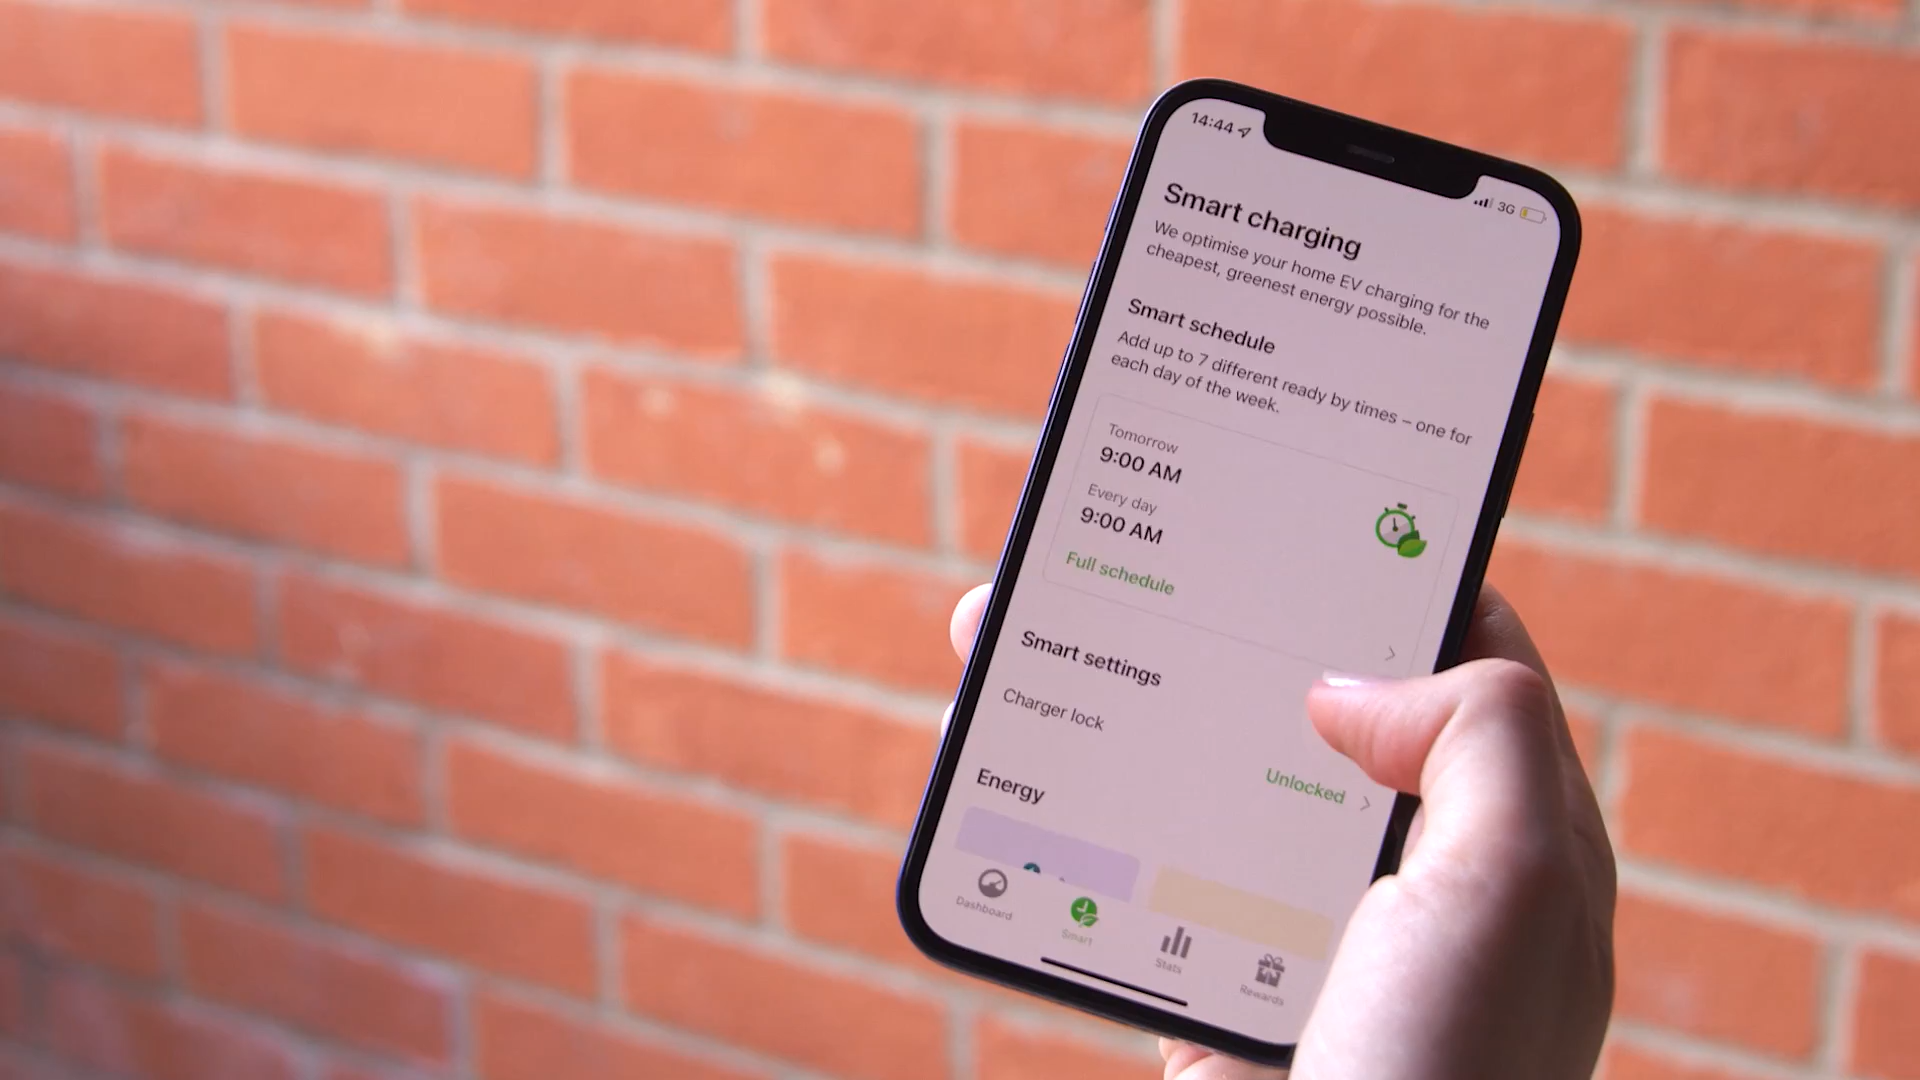 14:44
3G
Smart charging
We optimise your home EV charging for the
cheapest, greenest energy possible.
Smart schedule
Add up to 7 different ready by times – one for
each day of the week.
Tomorrow
9:00 AM
Every day
9:00 AM
Full schedule
Smart settings
Charger lock
Unlocked
Energy
Dashboard
Smart
Stats
Rewards